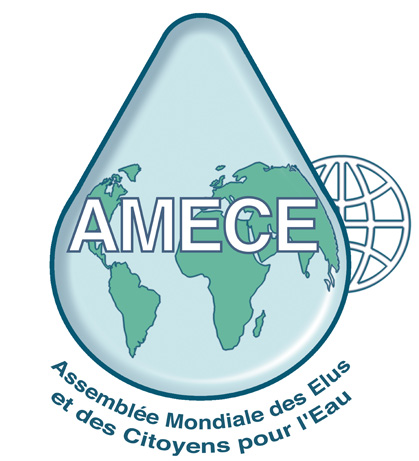 AMECE
Assemblée Mondiale des Elus
et des Citoyens pour l'Eau